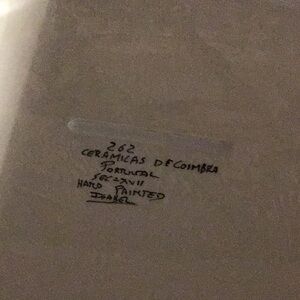 262
CERAMICAS DE COIMBRA
PORTUGAL
SEC. XVII
HAND PAINTED
ISABEL